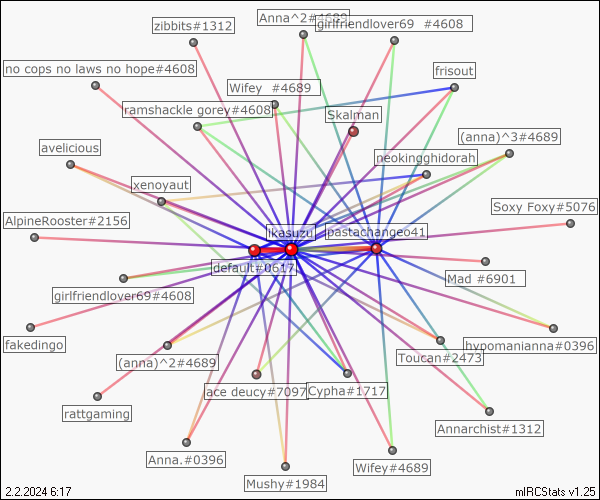 Anna^2#4689
girlfriendlover69  #4608
zibbits#1312
no cops no laws no hope#4608
frisout
Wifey  #4689
ramshackle gorey#4608
Skalman
(anna)^3#4689
avelicious
neokingghidorah
xenoyaut
Soxy Foxy#5076
AlpineRooster#2156
ikasuzu
pastachangeo41
default#0617
Mad #6901
girlfriendlover69#4608
fakedingo
hypomanianna#0396
(anna)^2#4689
Toucan#2473
ace deucy#7097
Cypha#1717
rattgaming
Annarchist#1312
Anna.#0396
Wifey#4689
Mushy#1984
2.2.2024 6:17
mIRCStats v1.25